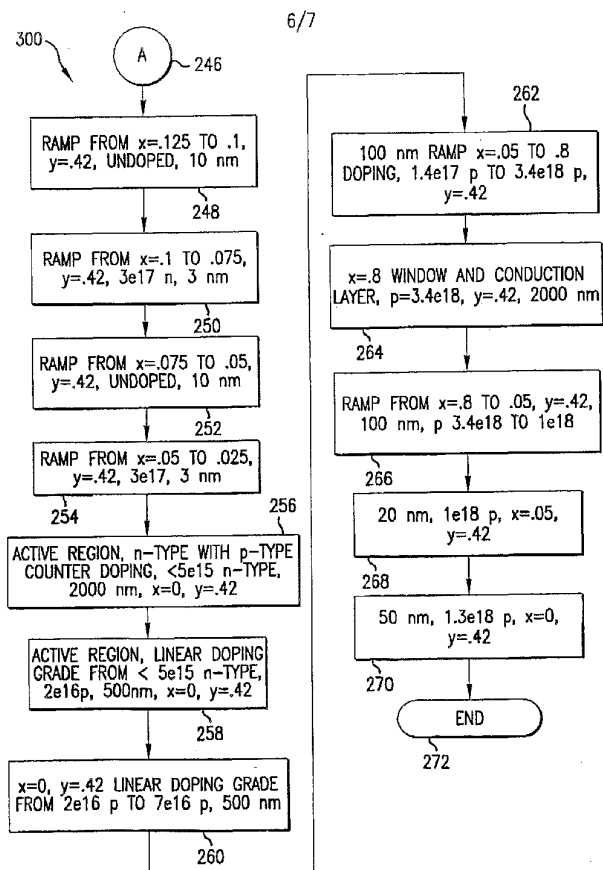 6/7
300
A
246
RAMP FROM x=.125 TO .1,
y=.42, UNDOPED, 10 nm
248
RAMP FROM x=.1 TO .075,
y=.42, 3e17 n, 3 nm
250
RAMP FROM x=.075 TO .05,
y=.42, UNDOPED, 10 nm
252
RAMP FROM x=.05 TO .025,
y=.42, 3e17, 3 nm
254
256
ACTIVE REGION, n-TYPE WITH p-TYPE
COUNTER DOPING, <5e15 n-TYPE,
2000 nm, x=0, y=.42
ACTIVE REGION, LINEAR DOPING
GRADE FROM < 5e15 n-TYPE,
2e16p, 500nm, x=0, y=.42
258
x=0, y=.42 LINEAR DOPING GRADE
FROM 2e16 p TO 7e16 p, 500 nm
260
262
100 nm RAMP x=.05 TO .8
DOPING, 1.4e17 p TO 3.4e18 p,
y=.42
x=.8 WINDOW AND CONDUCTION
LAYER, p=3.4e18, y=.42, 2000 nm
264
RAMP FROM x=.8 TO .05, y=.42,
100 nm, p 3.4e18 TO 1e18
266
20 nm, 1e18 p, x=.05,
y=.42
268
50 nm, 1.3e18 p, x=0,
y=.42
270
END
272